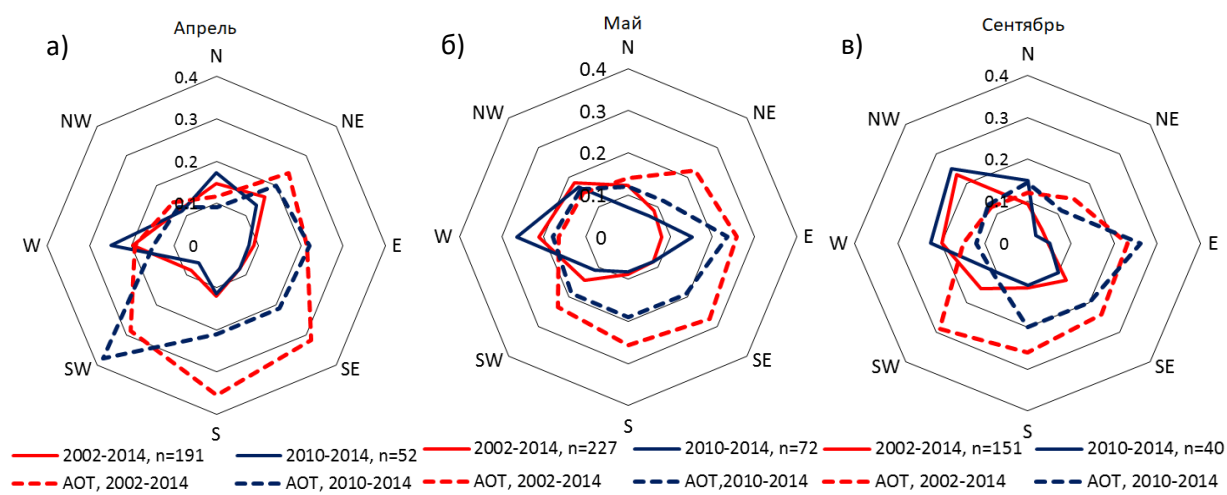 а)
Апрель
N
0.4
0.3
0.2
0.1
0
NW
NE
W
E
SW
SE
S
2002-2014, n=191
2010-2014, n=52
AOT, 2002-2014
AOT, 2010-2014
б)
Май
N
0.4
0.3
0.2
0.1
0
NW
NE
W
E
SW
SE
S
2002-2014, n=227
2010-2014, n=72
AOT, 2002-2014
AOT,2010-2014
в)
Сентябрь
N
0.4
0.3
0.2
0.1
0
NW
NE
W
E
SW
SE
S
2002-2014, n=151
2010-2014, n=40
AOT, 2002-2014
AOT, 2010-2014